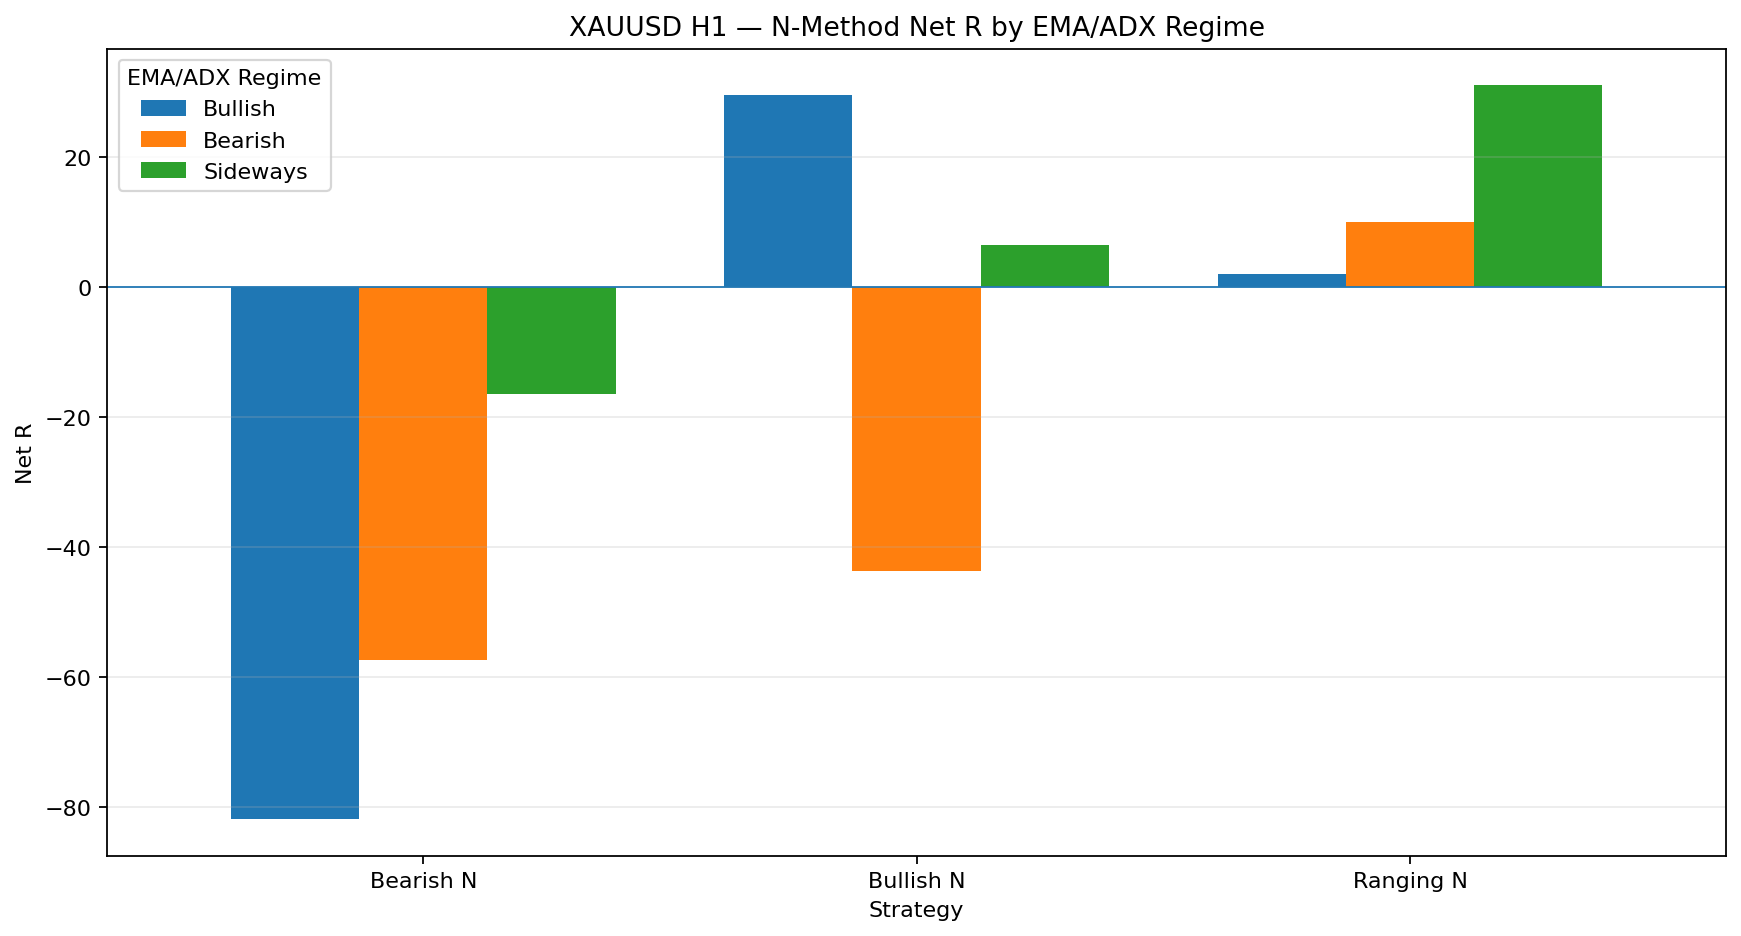 XAUUSD H1 — N-Method Net R by EMA/ADX Regime
EMA/ADX Regime
Bullish
Bearish
Sideways
20
0
−20
−40
−60
−80
Net R
Bearish N
Bullish N
Ranging N
Strategy